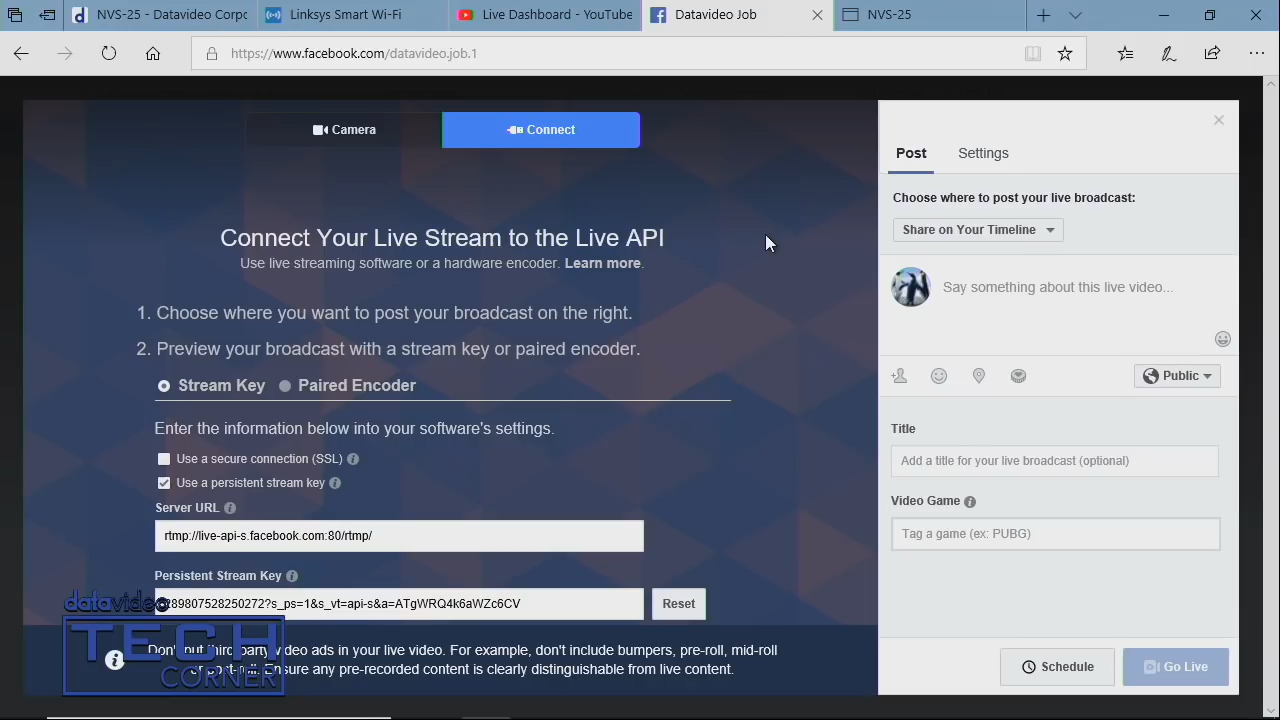 NVS-25 - Datavideo Corpo
Linksys Smart Wi-Fi
Live Dashboard - YouTube
Datavideo Job
NVS-25
https://www.facebook.com/datavideo.job.1
Camera
Connect
Connect Your Live Stream to the Live API
Use live streaming software or a hardware encoder. Learn more.
1. Choose where you want to post your broadcast on the right.
2. Preview your broadcast with a stream key or paired encoder.
Stream Key
Paired Encoder
Enter the information below into your software's settings.
Use a secure connection (SSL)
Use a persistent stream key
Server URL
rtmp://live-api-s.facebook.com:80/rtmp/
Persistent Stream Key
289807528250272?s_ps=1&s_vt=api-s&a=ATgWRQ4k6aWZc6CV
Reset
Don't put third party video ads in your live video. For example, don't include bumpers, pre-roll, mid-roll
or post-roll. Ensure any pre-recorded content is clearly distinguishable from live content.
datavideo
TECH
CORNER
Post
Settings
Choose where to post your live broadcast:
Share on Your Timeline
Say something about this live video...
Public
Title
Add a title for your live broadcast (optional)
Video Game
Tag a game (ex: PUBG)
Schedule
Go Live